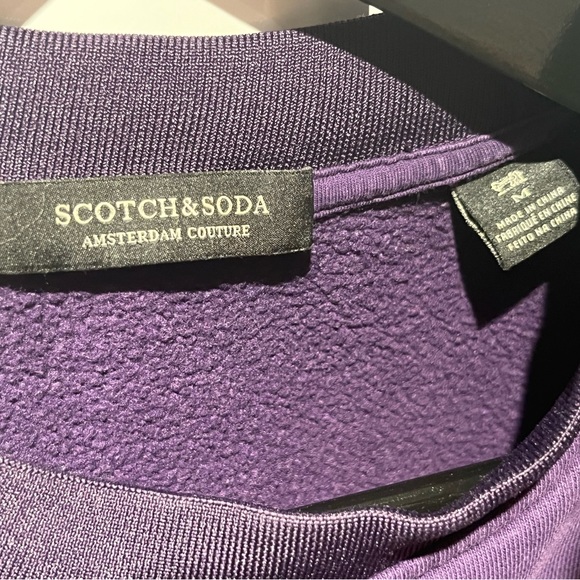 SCOTCH&SODA
AMSTERDAM COUTURE
M
MADE IN CHINA
FABRIQUÉ EN CHINE
FEITO NA CHINA